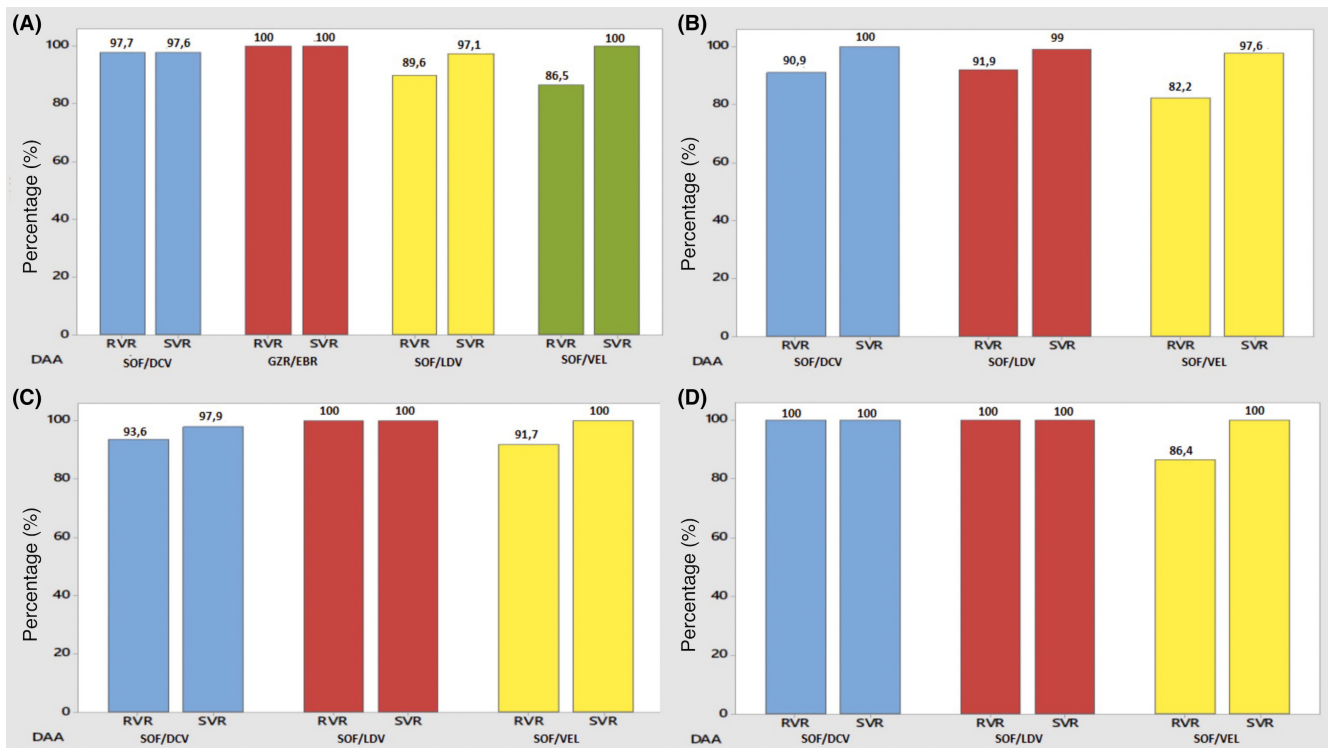 (A)
Percentage (%)
100
80
60
40
20
0
97,7 97,6 100 100 89,6 97,1 86,5 100
RVR SVR RVR SVR RVR SVR RVR SVR
DAA SOF/DCV GZR/EBR SOF/LDV SOF/VEL
(B)
Percentage (%)
100
80
60
40
20
0
90,9 100 91,9 99 82,2 97,6
RVR SVR RVR SVR RVR SVR
DAA SOF/DCV SOF/LDV SOF/VEL
(C)
Percentage (%)
100
80
60
40
20
0
93,6 97,9 100 100 91,7 100
RVR SVR RVR SVR RVR SVR
DAA SOF/DCV SOF/LDV SOF/VEL
(D)
Percentage (%)
100
80
60
40
20
0
100 100 100 100 86,4 100
RVR SVR RVR SVR RVR SVR
DAA SOF/DCV SOF/LDV SOF/VEL